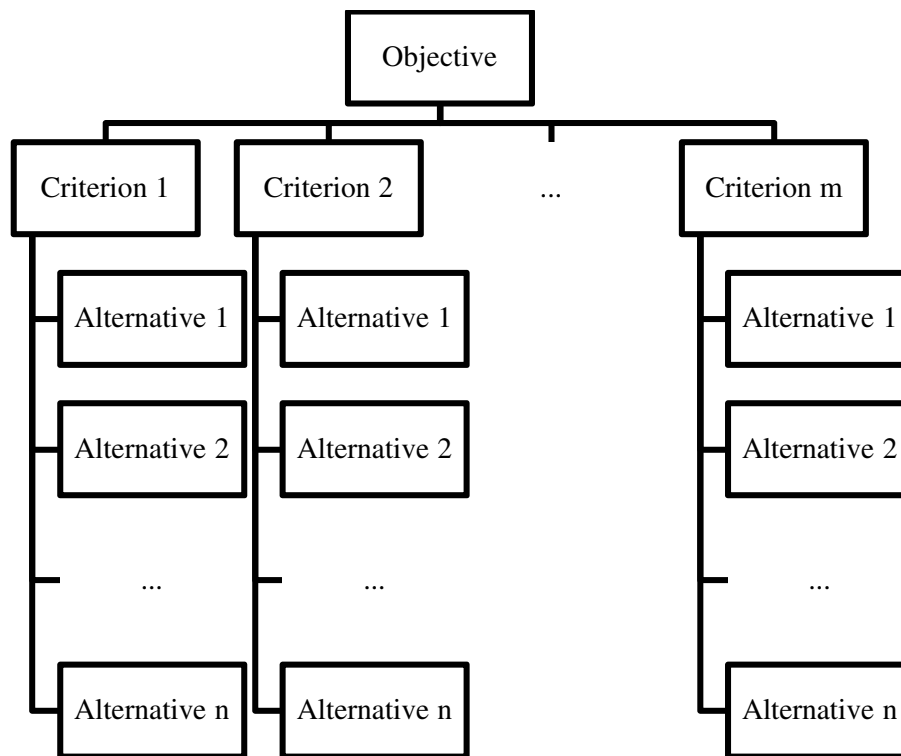 Objective
Criterion 1
Criterion 2
...
Criterion m
Alternative 1
Alternative 1
Alternative 1
Alternative 2
Alternative 2
Alternative 2
...
...
...
Alternative n
Alternative n
Alternative n